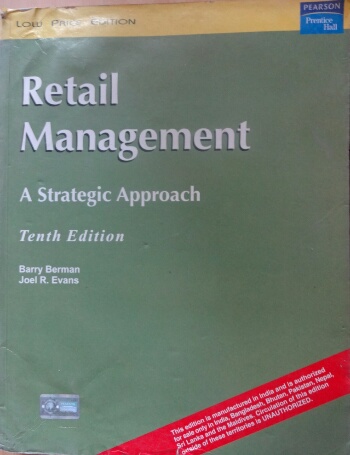 LOW PRICE EDITION
PEARSON
Prentice
Hall
Retail
Management
A Strategic Approach
Tenth Edition
Barry Berman
Joel R. Evans
This edition is manufactured in India and is authorized
for sale only in India, Bangladesh, Bhutan, Pakistan, Nepal,
Sri Lanka and the Maldives. Circulation of this edition
outside of these territories is UNAUTHORIZED.